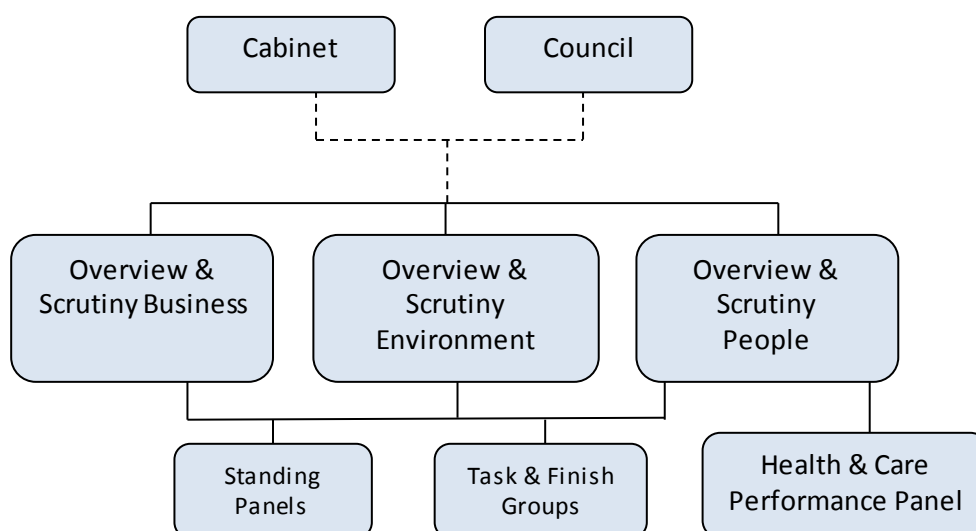 Cabinet
Council
Overview &
Scrutiny Business
Overview &
Scrutiny
Environment
Overview &
Scrutiny
People
Standing
Panels
Task & Finish
Groups
Health & Care
Performance Panel